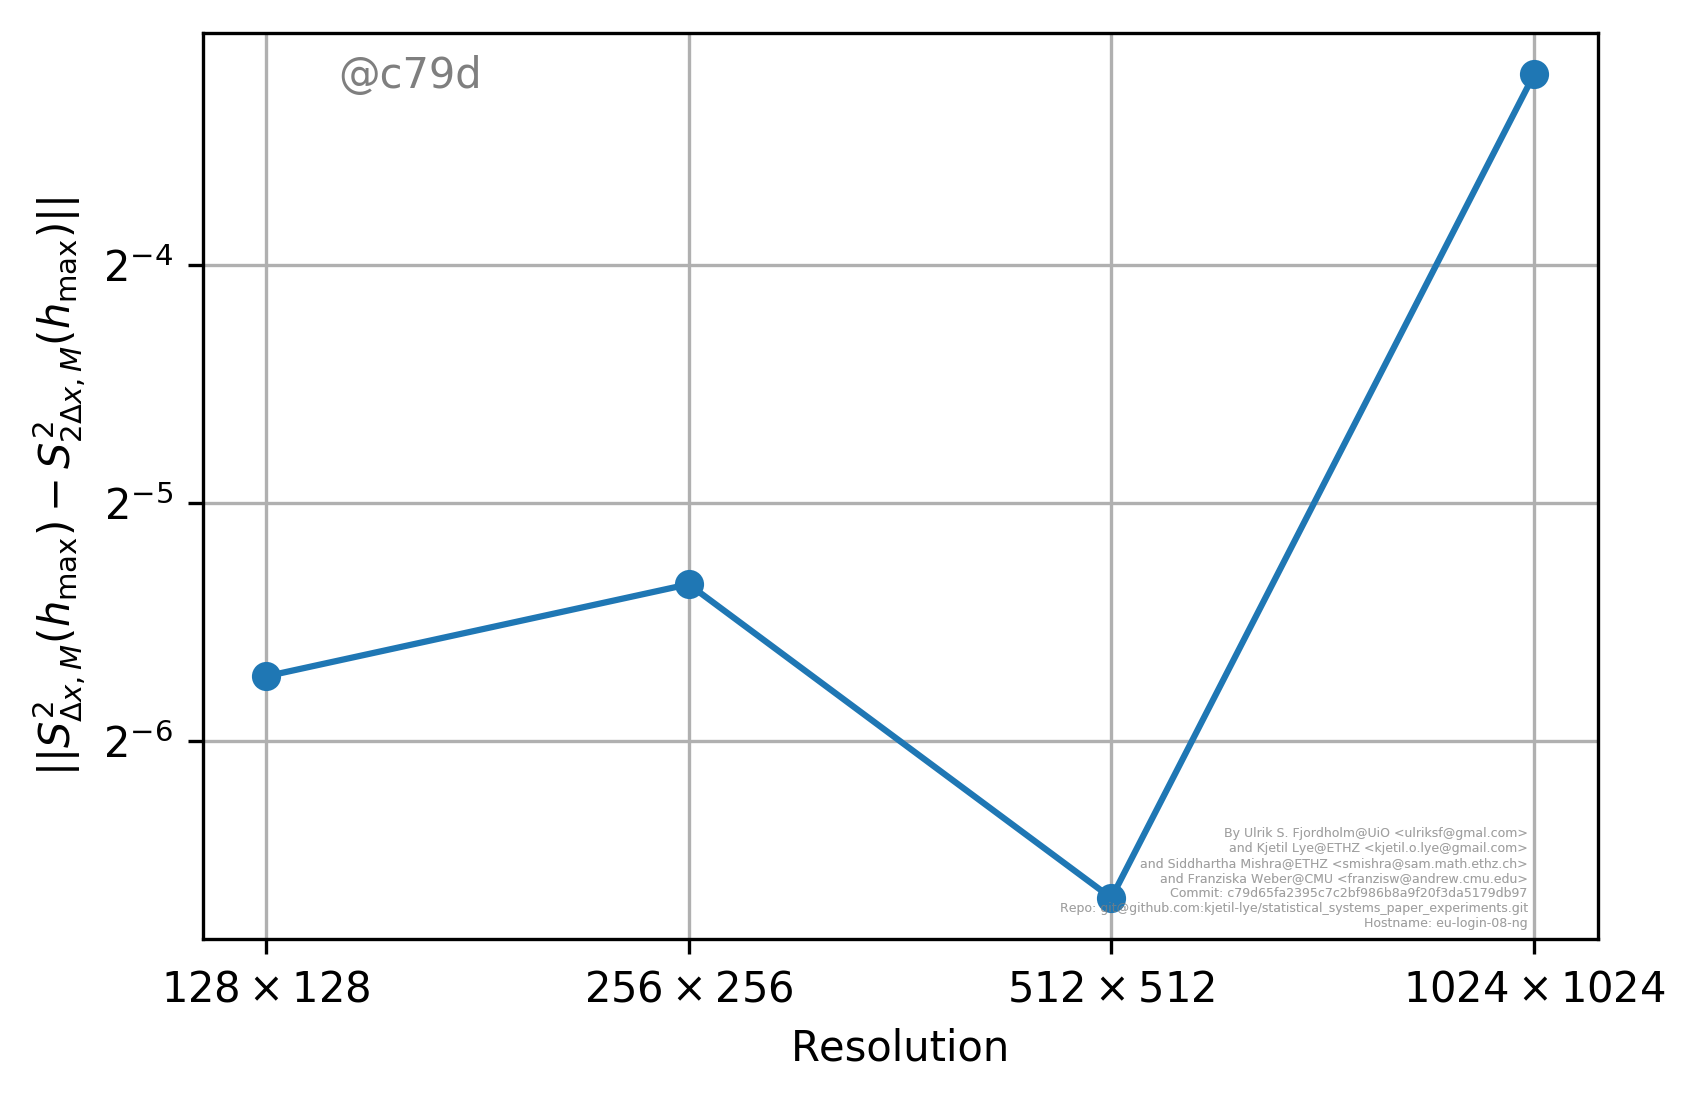 @c79d
||S²_{Δx, M}(h_max) − S²_{2Δx, M}(h_max)||
2⁻⁴
2⁻⁵
2⁻⁶
By Ulrik S. Fjordholm@UiO <ulriksf@gmal.com>
and Kjetil Lye@ETHZ <kjetil.o.lye@gmail.com>
and Siddhartha Mishra@ETHZ <smishra@sam.math.ethz.ch>
and Franziska Weber@CMU <franzisw@andrew.cmu.edu>
Commit: c79d65fa2395c7c2bf986b8a9f20f3da5179db97
Repo: git@github.com:kjetil-lye/statistical_systems_paper_experiments.git
Hostname: eu-login-08-ng
128 × 128 256 × 256 512 × 512 1024 × 1024
Resolution